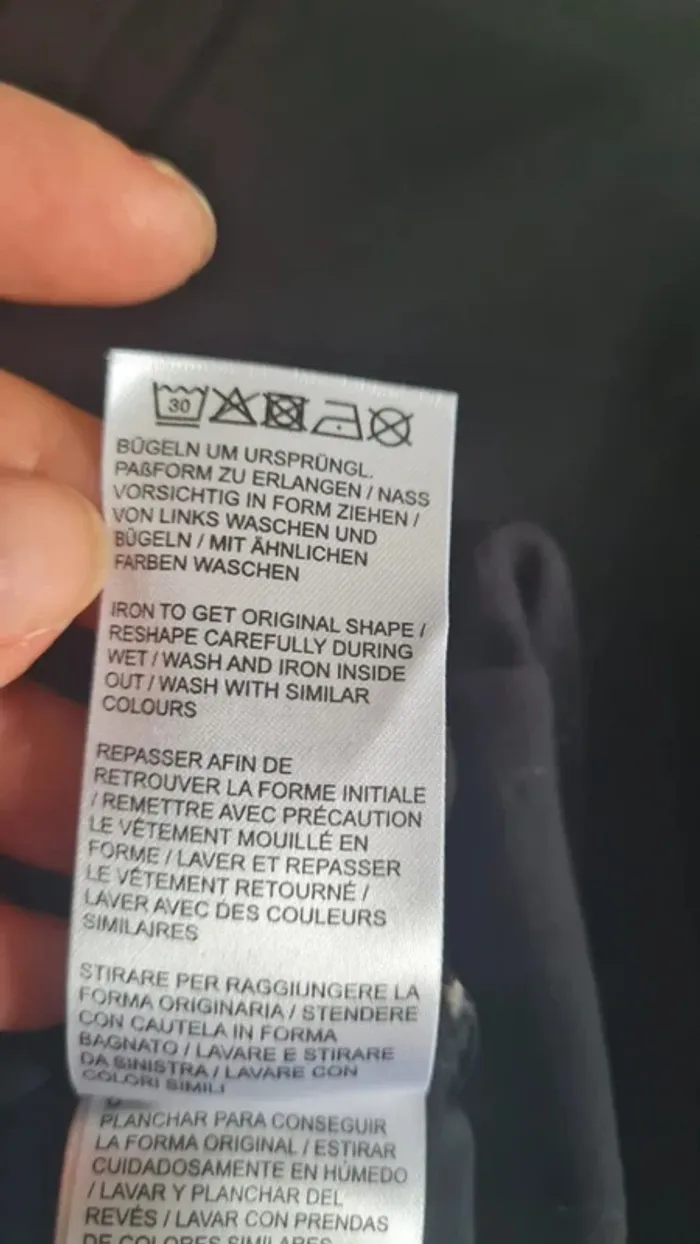 30
BÜGELN UM URSPRÜNGL.
PAßFORM ZU ERLANGEN / NASS
VORSICHTIG IN FORM ZIEHEN /
VON LINKS WASCHEN UND
BÜGELN / MIT ÄHNLICHEN
FARBEN WASCHEN
IRON TO GET ORIGINAL SHAPE /
RESHAPE CAREFULLY DURING
WET / WASH AND IRON INSIDE
OUT / WASH WITH SIMILAR
COLOURS
REPASSER AFIN DE
RETROUVER LA FORME INITIALE
/ REMETTRE AVEC PRÉCAUTION
LE VÊTEMENT MOUILLÉ EN
FORME / LAVER ET REPASSER
LE VÊTEMENT RETOURNÉ /
LAVER AVEC DES COULEURS
SIMILAIRES
STIRARE PER RAGGIUNGERE LA
FORMA ORIGINARIA / STENDERE
CON CAUTELA IN FORMA
BAGNATO / LAVARE E STIRARE
DA SINISTRA / LAVARE CON
COLORI SIMILI
PLANCHAR PARA CONSEGUIR
LA FORMA ORIGINAL / ESTIRAR
CUIDADOSAMENTE EN HÚMEDO
/ LAVAR Y PLANCHAR DEL
REVÉS / LAVAR CON PRENDAS
DE COLORES SIMILARES